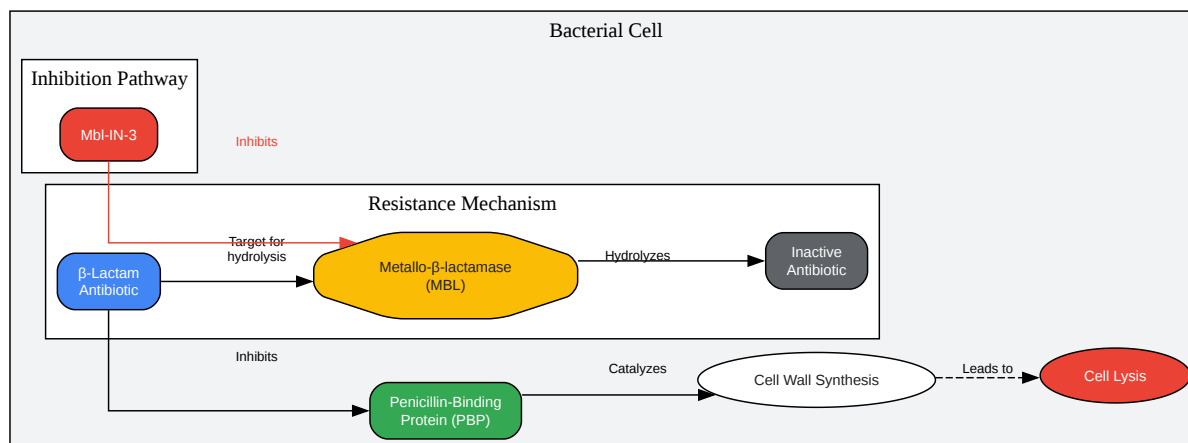 Bacterial Cell
Inhibition Pathway
Mbl-IN-3
Inhibits
Resistance Mechanism
β-Lactam
Antibiotic
Target for
hydrolysis
Metallo-β-lactamase
(MBL)
Hydrolyzes
Inactive
Antibiotic
Inhibits
Penicillin-Binding
Protein (PBP)
Catalyzes
Cell Wall Synthesis
Leads to
Cell Lysis